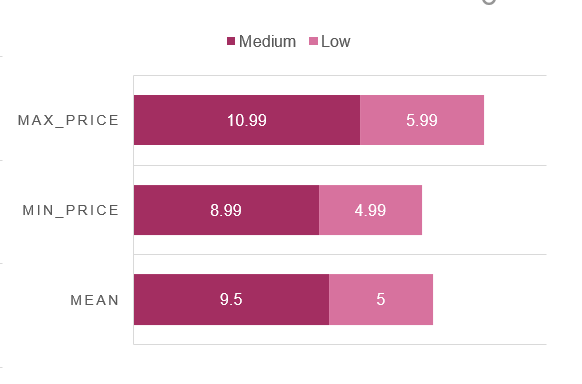 Medium Low
MAX_PRICE 10.99 5.99
MIN_PRICE 8.99 4.99
MEAN 9.5 5